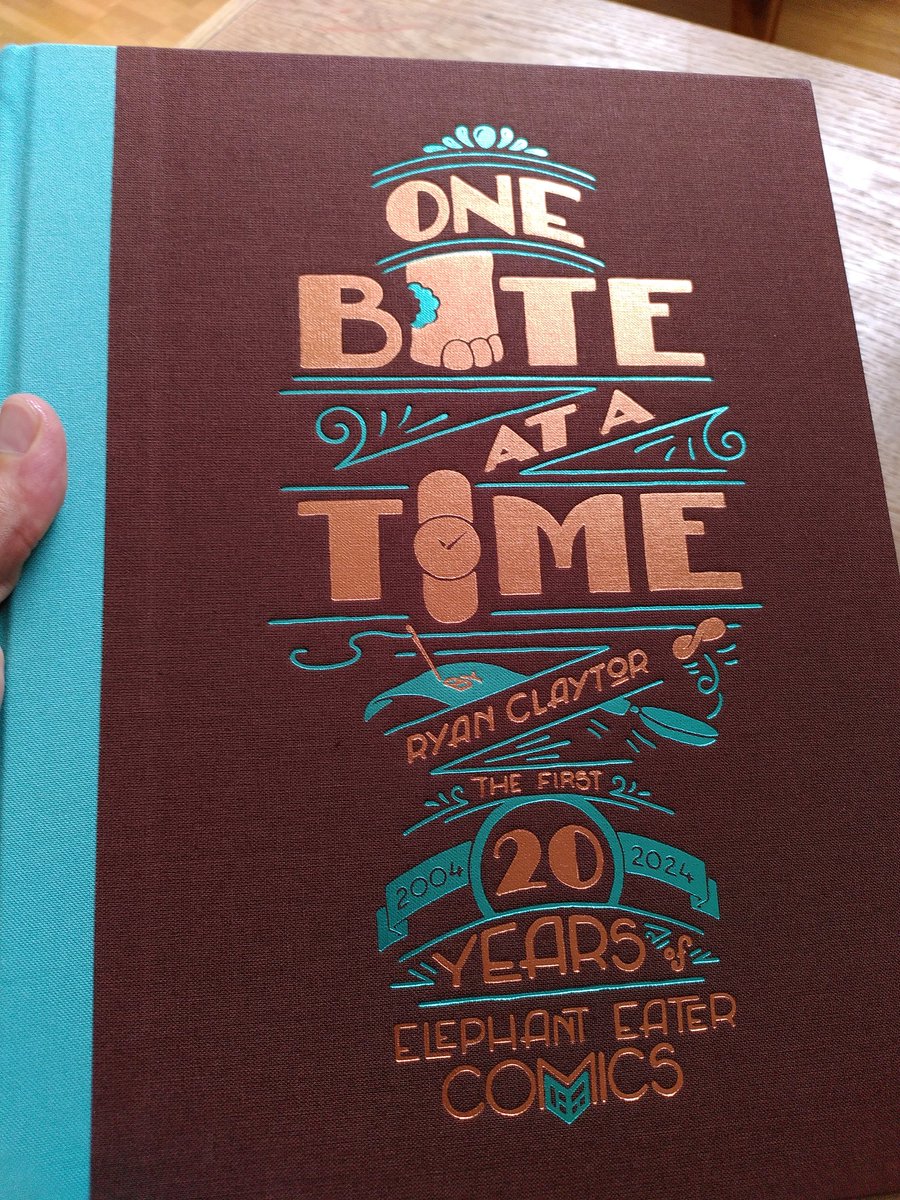 ONE
BITE
AT A
TIME
RYAN CLAYTOR
THE FIRST
2004 20 2024
YEARS of
ELEPHANT EATER
COMICS